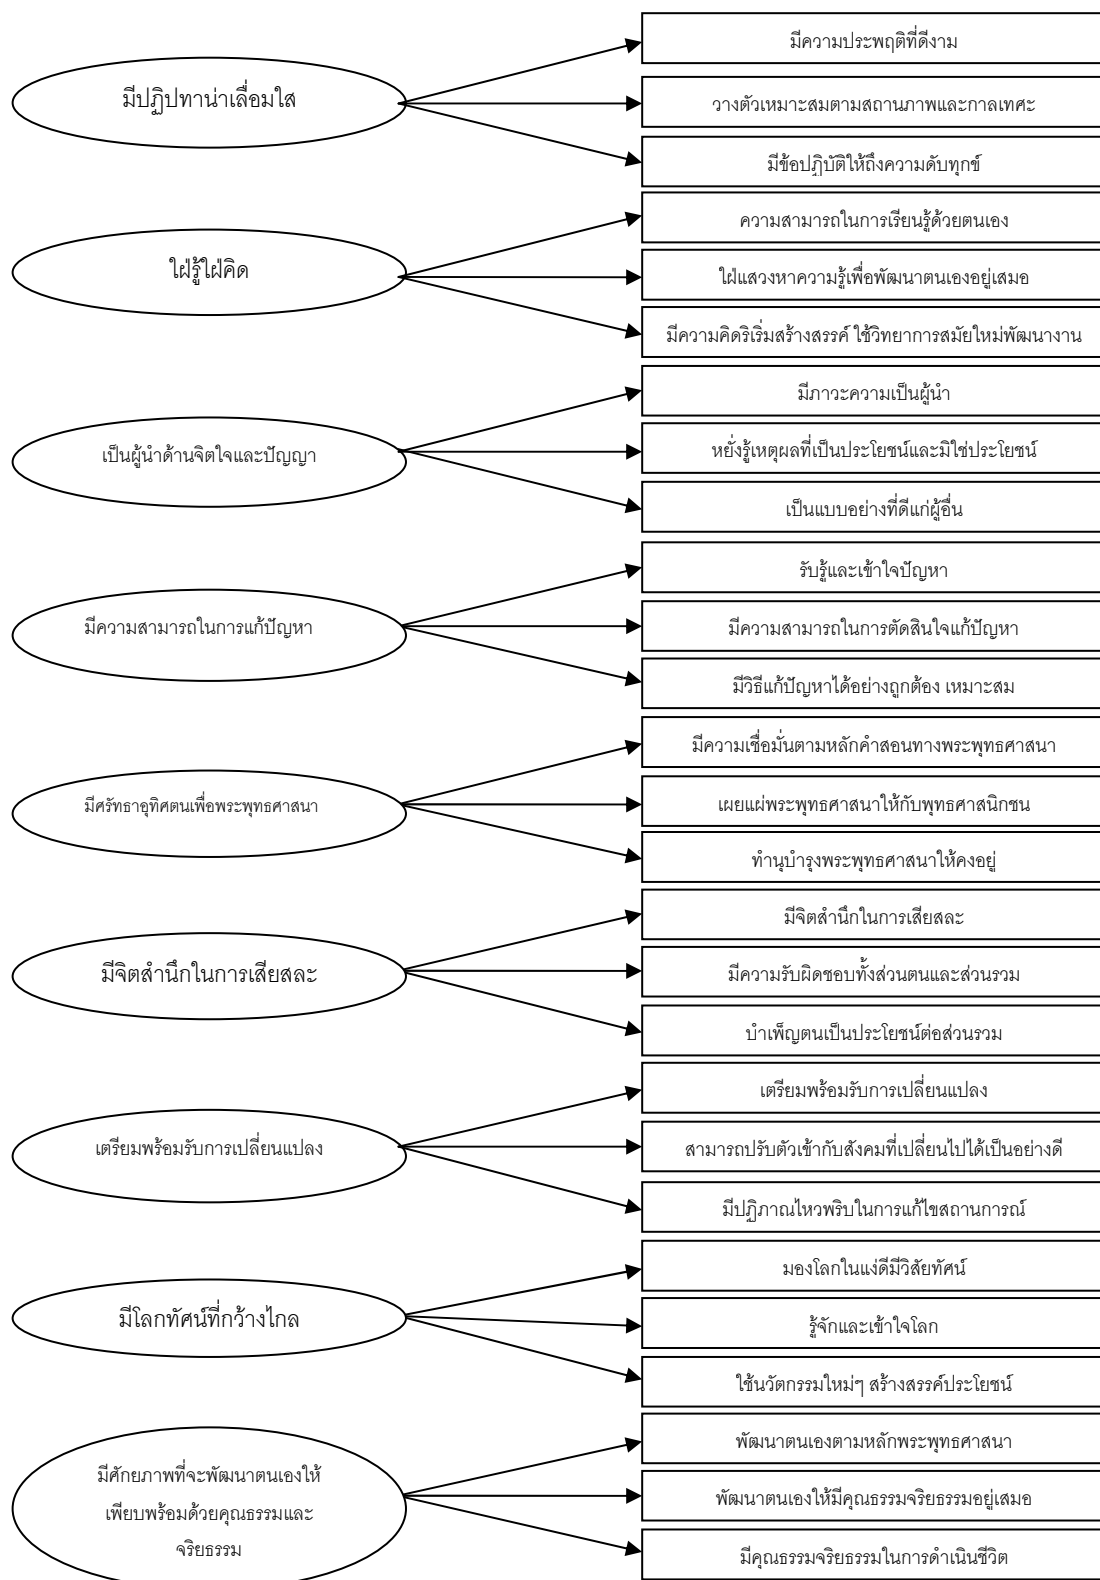 มีปฏิปทาน่าเลื่อมใส
มีความประพฤติที่ดีงาม
วางตัวเหมาะสมตามสถานภาพและกาลเทศะ
มีข้อปฏิบัติให้ถึงความดับทุกข์
ใฝ่รู้ใฝ่คิด
ความสามารถในการเรียนรู้ด้วยตนเอง
ใฝ่แสวงหาความรู้เพื่อพัฒนาตนเองอยู่เสมอ
มีความคิดริเริ่มสร้างสรรค์ ใช้วิทยาการสมัยใหม่พัฒนางาน
เป็นผู้นำด้านจิตใจและปัญญา
มีภาวะความเป็นผู้นำ
หยั่งรู้เหตุผลที่เป็นประโยชน์และมิใช่ประโยชน์
เป็นแบบอย่างที่ดีแก่ผู้อื่น
มีความสามารถในการแก้ปัญหา
รับรู้และเข้าใจปัญหา
มีความสามารถในการตัดสินใจแก้ปัญหา
มีวิธีแก้ปัญหาได้อย่างถูกต้อง เหมาะสม
มีศรัทธาอุทิศตนเพื่อพระพุทธศาสนา
มีความเชื่อมั่นตามหลักคำสอนทางพระพุทธศาสนา
เผยแผ่พระพุทธศาสนาให้กับพุทธศาสนิกชน
ทำนุบำรุงพระพุทธศาสนาให้คงอยู่
มีจิตสำนึกในการเสียสละ
มีจิตสำนึกในการเสียสละ
มีความรับผิดชอบทั้งส่วนตนและส่วนรวม
บำเพ็ญตนเป็นประโยชน์ต่อส่วนรวม
เตรียมพร้อมรับการเปลี่ยนแปลง
เตรียมพร้อมรับการเปลี่ยนแปลง
สามารถปรับตัวเข้ากับสังคมที่เปลี่ยนไปได้เป็นอย่างดี
มีปฏิภาณไหวพริบในการแก้ไขสถานการณ์
มีโลกทัศน์ที่กว้างไกล
มองโลกในแง่ดีมีวิสัยทัศน์
รู้จักและเข้าใจโลก
ใช้นวัตกรรมใหม่ๆ สร้างสรรค์ประโยชน์
มีศักยภาพที่จะพัฒนาตนเองให้
เพียบพร้อมด้วยคุณธรรมและ
จริยธรรม
พัฒนาตนเองตามหลักพระพุทธศาสนา
พัฒนาตนเองให้มีคุณธรรมจริยธรรมอยู่เสมอ
มีคุณธรรมจริยธรรมในการดำเนินชีวิต